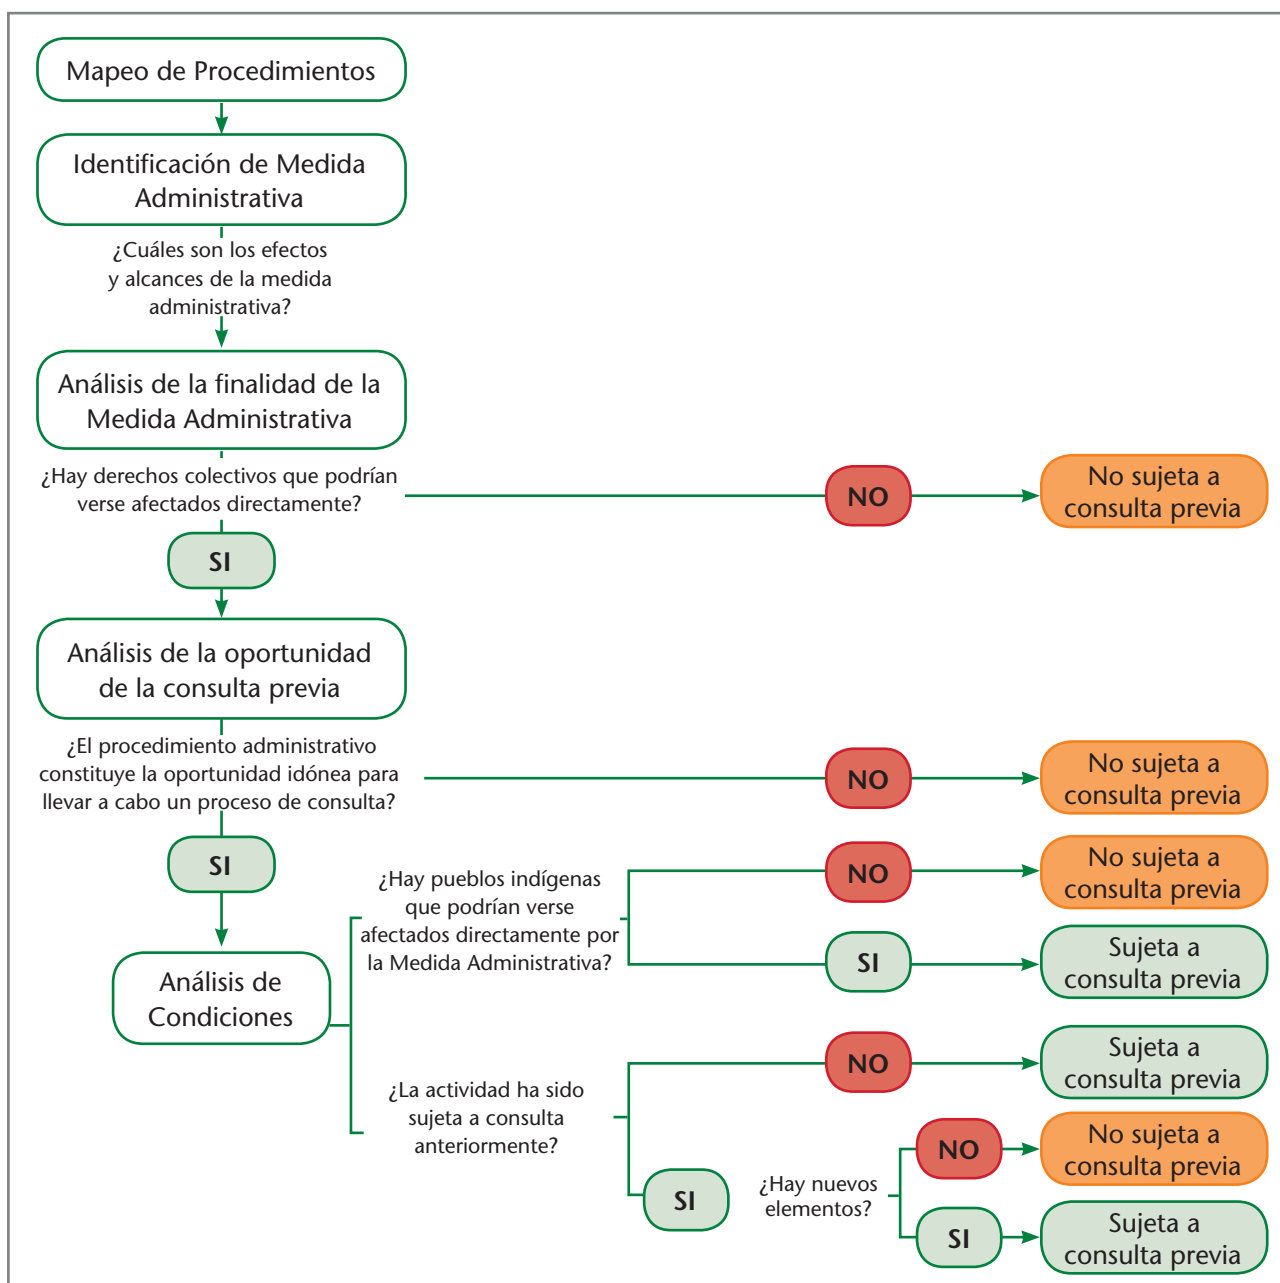 Mapeo de Procedimientos
Identificación de Medida
Administrativa
¿Cuáles son los efectos
y alcances de la medida
administrativa?
Análisis de la finalidad de la
Medida Administrativa
¿Hay derechos colectivos que podrían
verse afectados directamente?
NO
No sujeta a
consulta previa
SI
Análisis de la oportunidad
de la consulta previa
¿El procedimiento administrativo
constituye la oportunidad idónea para
llevar a cabo un proceso de consulta?
NO
No sujeta a
consulta previa
SI
Análisis de
Condiciones
¿Hay pueblos indígenas
que podrían verse
afectados directamente por
la Medida Administrativa?
NO
No sujeta a
consulta previa
SI
Sujeta a
consulta previa
¿La actividad ha sido
sujeta a consulta
anteriormente?
NO
Sujeta a
consulta previa
SI
¿Hay nuevos
elementos?
NO
No sujeta a
consulta previa
SI
Sujeta a
consulta previa